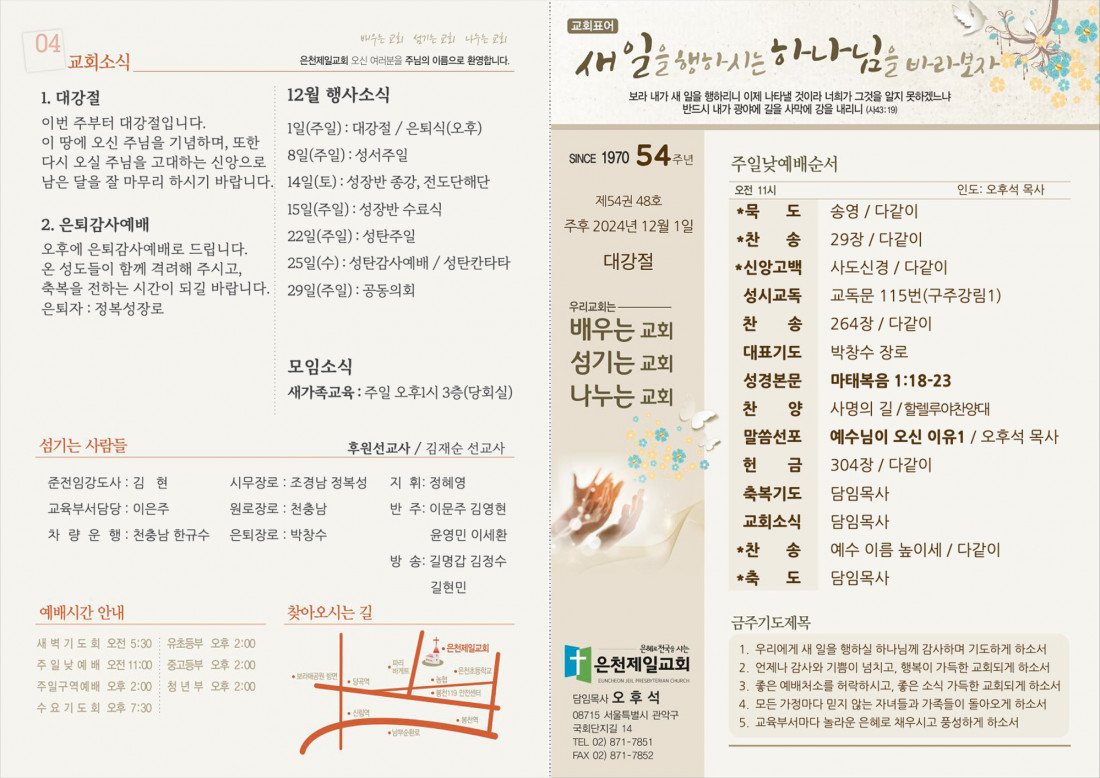 04
교회소식
배우는 교회 섬기는 교회 나누는 교회
은천제일교회 오신 여러분을 주님의 이름으로 환영합니다.
1. 대강절
이번 주부터 대강절입니다.
이 땅에 오신 주님을 기념하며, 또한
다시 오실 주님을 고대하는 신앙으로
남은 달을 잘 마무리 하시기 바랍니다.
2. 은퇴감사예배
오후에 은퇴감사예배로 드립니다.
온 성도들이 함께 격려해 주시고,
축복을 전하는 시간이 되길 바랍니다.
은퇴자 : 정복성장로
12월 행사소식
1일(주일) : 대강절 / 은퇴식(오후)
8일(주일) : 성서주일
14일(토) : 성장반 종강, 전도단해단
15일(주일) : 성장반 수료식
22일(주일) : 성탄주일
25일(수) : 성탄감사예배 / 성탄칸타타
29일(주일) : 공동의회
모임소식
새가족교육 : 주일 오후1시 3층(당회실)
섬기는 사람들
후원선교사 / 김재순 선교사
준전임강도사 : 김 현
교육부서담당 : 이은주
차 량 운 행 : 천충남 한규수
시무장로 : 조경남 정복성
원로장로 : 천충남
은퇴장로 : 박창수
지 휘: 정혜영
반 주: 이문주 김영현
윤영민 이세환
방 송: 길명갑 김정수
길현민
예배시간 안내
새 벽 기 도 회 오전 5:30
주 일 낮 예 배 오전 11:00
주일구역예배 오후 2:00
수 요 기 도 회 오후 7:30
유초등부 오후 2:00
중고등부 오후 2:00
청 년 부 오후 2:00
찾아오시는 길
은천제일교회
파리
바게트
은천초등학교
보라매공원 방면
당곡역
농협
봉천119 안전센터
신림역
봉천역
남부순환로
교회표어
새 일을 행하시는 하나님을 바라보자
보라 내가 새 일을 행하리니 이제 나타낼 것이라 너희가 그것을 알지 못하겠느냐
반드시 내가 광야에 길을 사막에 강을 내리니 (사43:19)
SINCE 1970 54주년
제54권 48호
주후 2024년 12월 1일
대강절
우리교회는
배우는 교회
섬기는 교회
나누는 교회
은혜로 천국을 사는
은천제일교회
EUNCHEON JEIL PRESBYTERIAN CHURCH
담임목사 오 후 석
08715 서울특별시 관악구
국회단지길 14
TEL 02) 871-7851
FAX 02) 871-7852
주일낮예배순서
오전 11시 인도: 오후석 목사
*묵 도 송영 / 다같이
*찬 송 29장 / 다같이
*신앙고백 사도신경 / 다같이
성시교독 교독문 115번(구주강림1)
찬 송 264장 / 다같이
대표기도 박창수 장로
성경본문 마태복음 1:18-23
찬 양 사명의 길 / 할렐루야찬양대
말씀선포 예수님이 오신 이유1 / 오후석 목사
헌 금 304장 / 다같이
축복기도 담임목사
교회소식 담임목사
*찬 송 예수 이름 높이세 / 다같이
*축 도 담임목사
금주기도제목
1. 우리에게 새 일을 행하실 하나님께 감사하며 기도하게 하소서
2. 언제나 감사와 기쁨이 넘치고, 행복이 가득한 교회되게 하소서
3. 좋은 예배처소를 허락하시고, 좋은 소식 가득한 교회되게 하소서
4. 모든 가정마다 믿지 않는 자녀들과 가족들이 돌아오게 하소서
5. 교육부서마다 놀라운 은혜로 채우시고 풍성하게 하소서